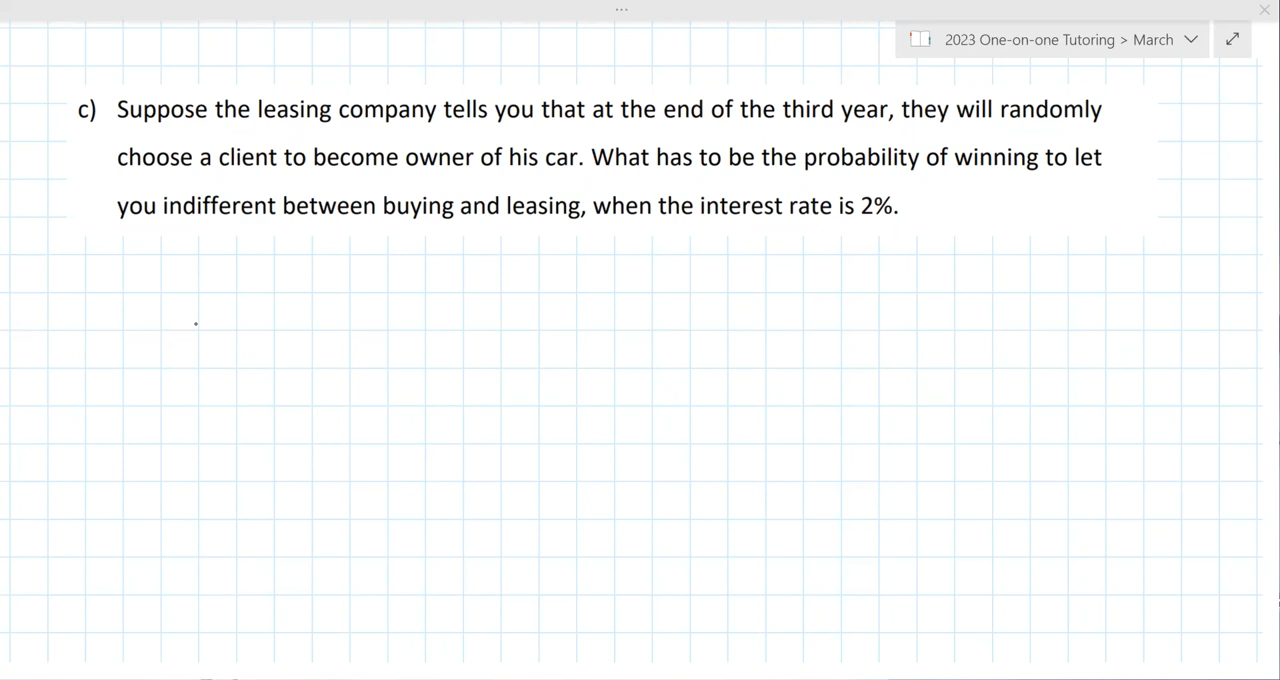 ...
2023 One-on-one Tutoring > March
c) Suppose the leasing company tells you that at the end of the third year, they will randomly
choose a client to become owner of his car. What has to be the probability of winning to let
you indifferent between buying and leasing, when the interest rate is 2%.